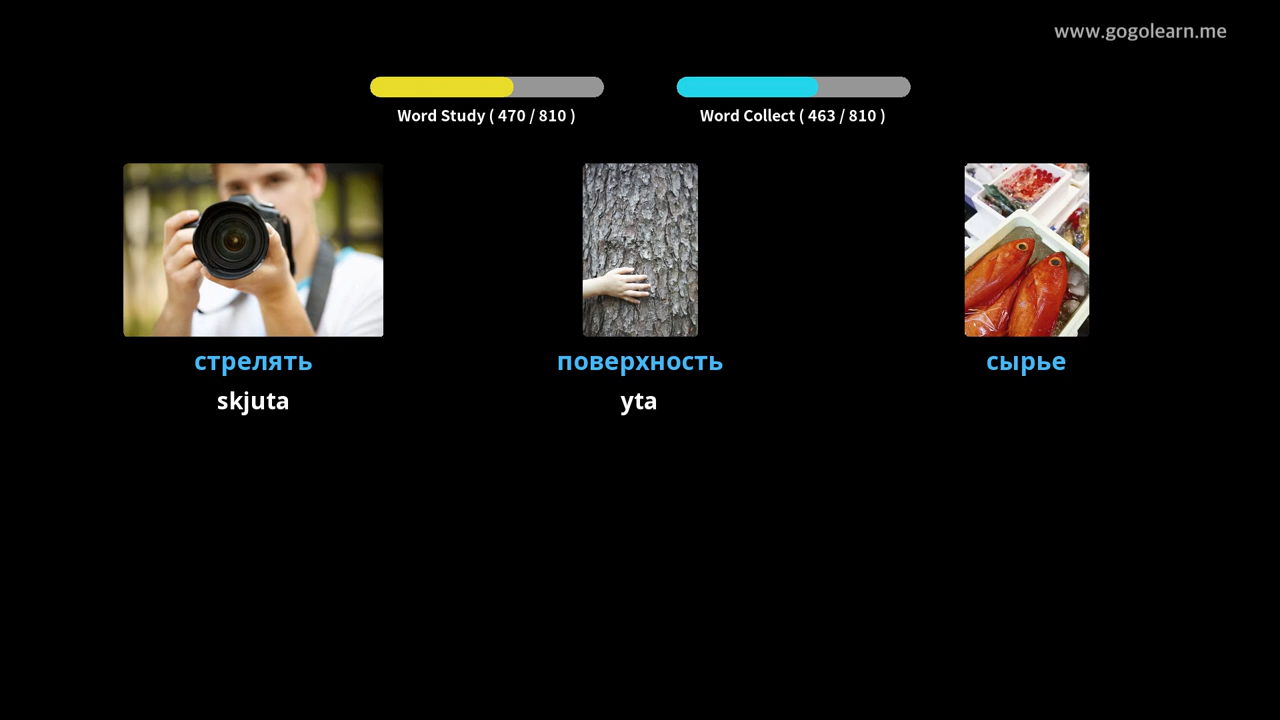 www.gogolearn.me
Word Study ( 470 / 810 )
Word Collect ( 463 / 810 )
стрелять
skjuta
поверхность
yta
сырье